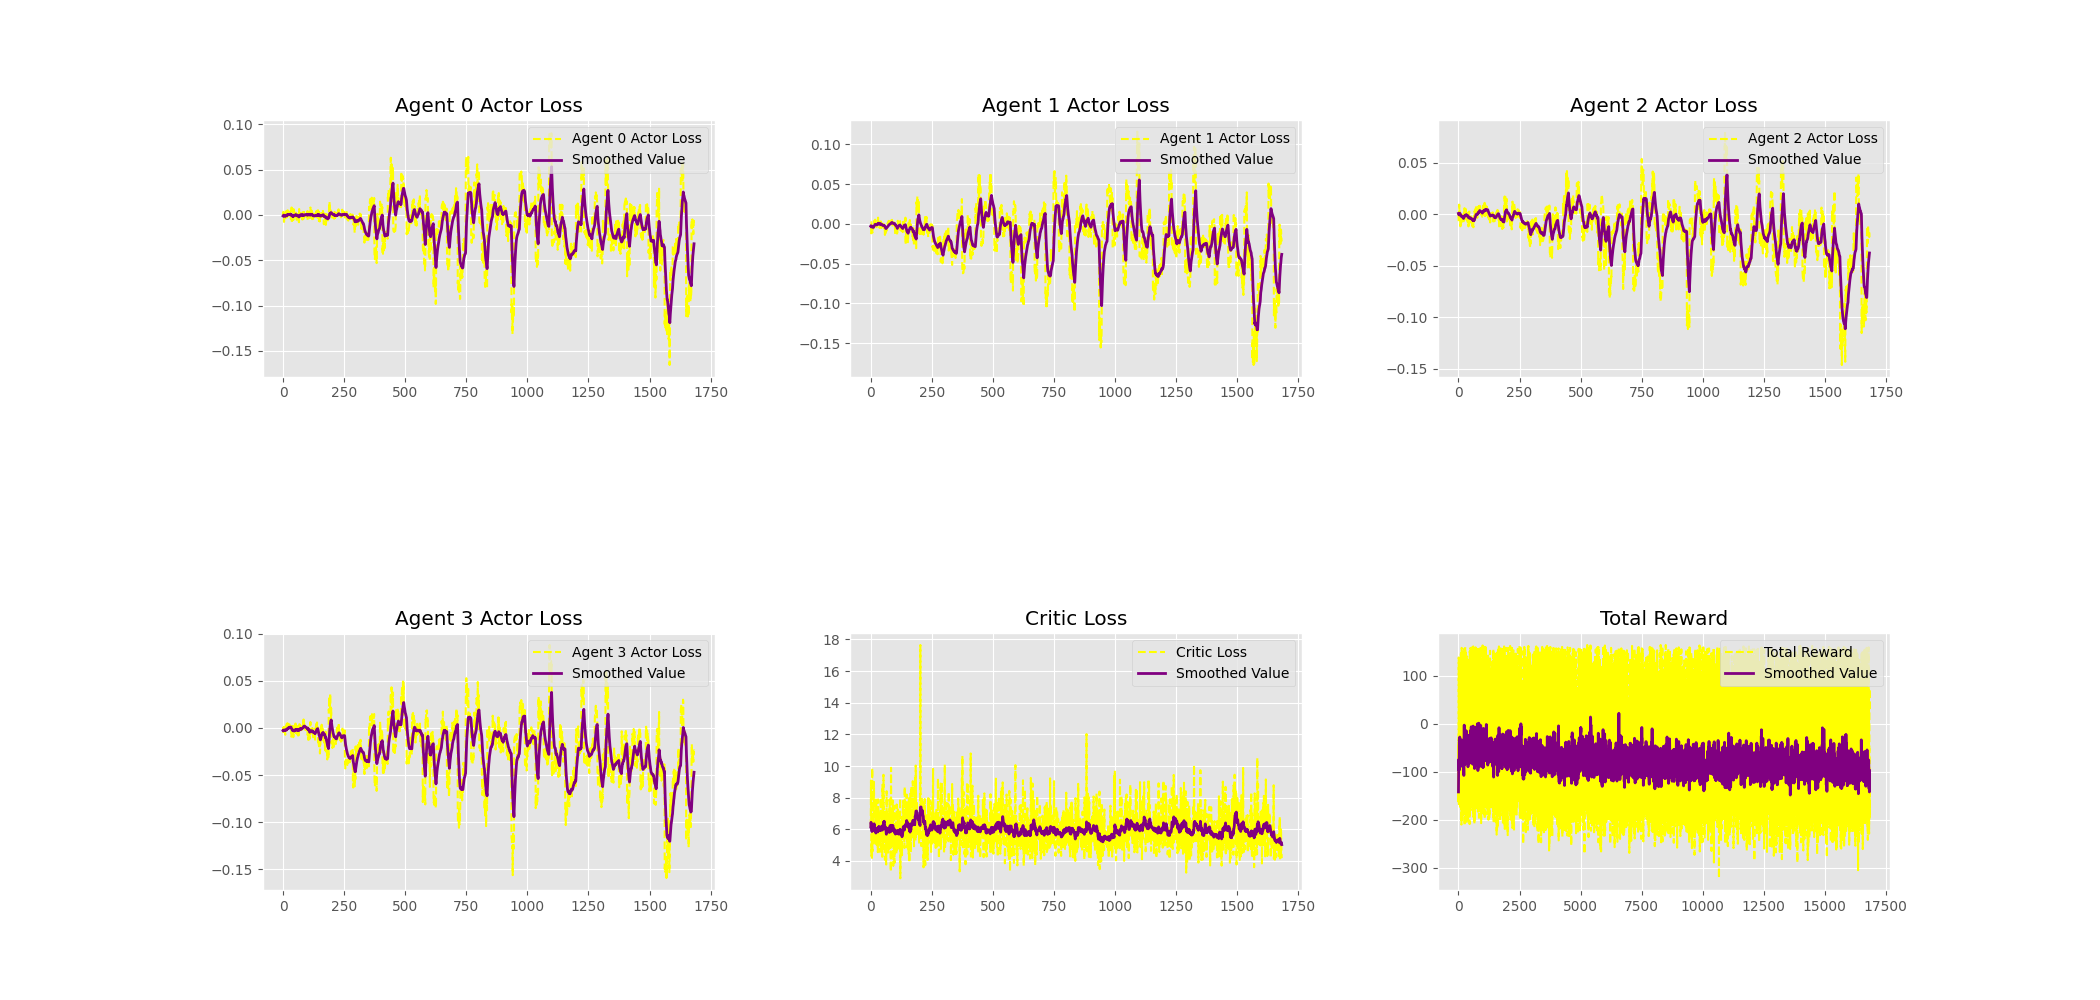 Agent 0 Actor Loss
0.10
0.05
0.00
−0.05
−0.10
−0.15
Agent 0 Actor Loss
Smoothed Value
0 250 500 750 1000 1250 1500 1750
Agent 1 Actor Loss
0.10
0.05
0.00
−0.05
−0.10
−0.15
Agent 1 Actor Loss
Smoothed Value
0 250 500 750 1000 1250 1500 1750
Agent 2 Actor Loss
0.05
0.00
−0.05
−0.10
−0.15
Agent 2 Actor Loss
Smoothed Value
0 250 500 750 1000 1250 1500 1750
Agent 3 Actor Loss
0.10
0.05
0.00
−0.05
−0.10
−0.15
Agent 3 Actor Loss
Smoothed Value
0 250 500 750 1000 1250 1500 1750
Critic Loss
18
16
14
12
10
8
6
4
Critic Loss
Smoothed Value
0 250 500 750 1000 1250 1500 1750
Total Reward
100
0
−100
−200
−300
Total Reward
Smoothed Value
0 2500 5000 7500 10000 12500 15000 17500